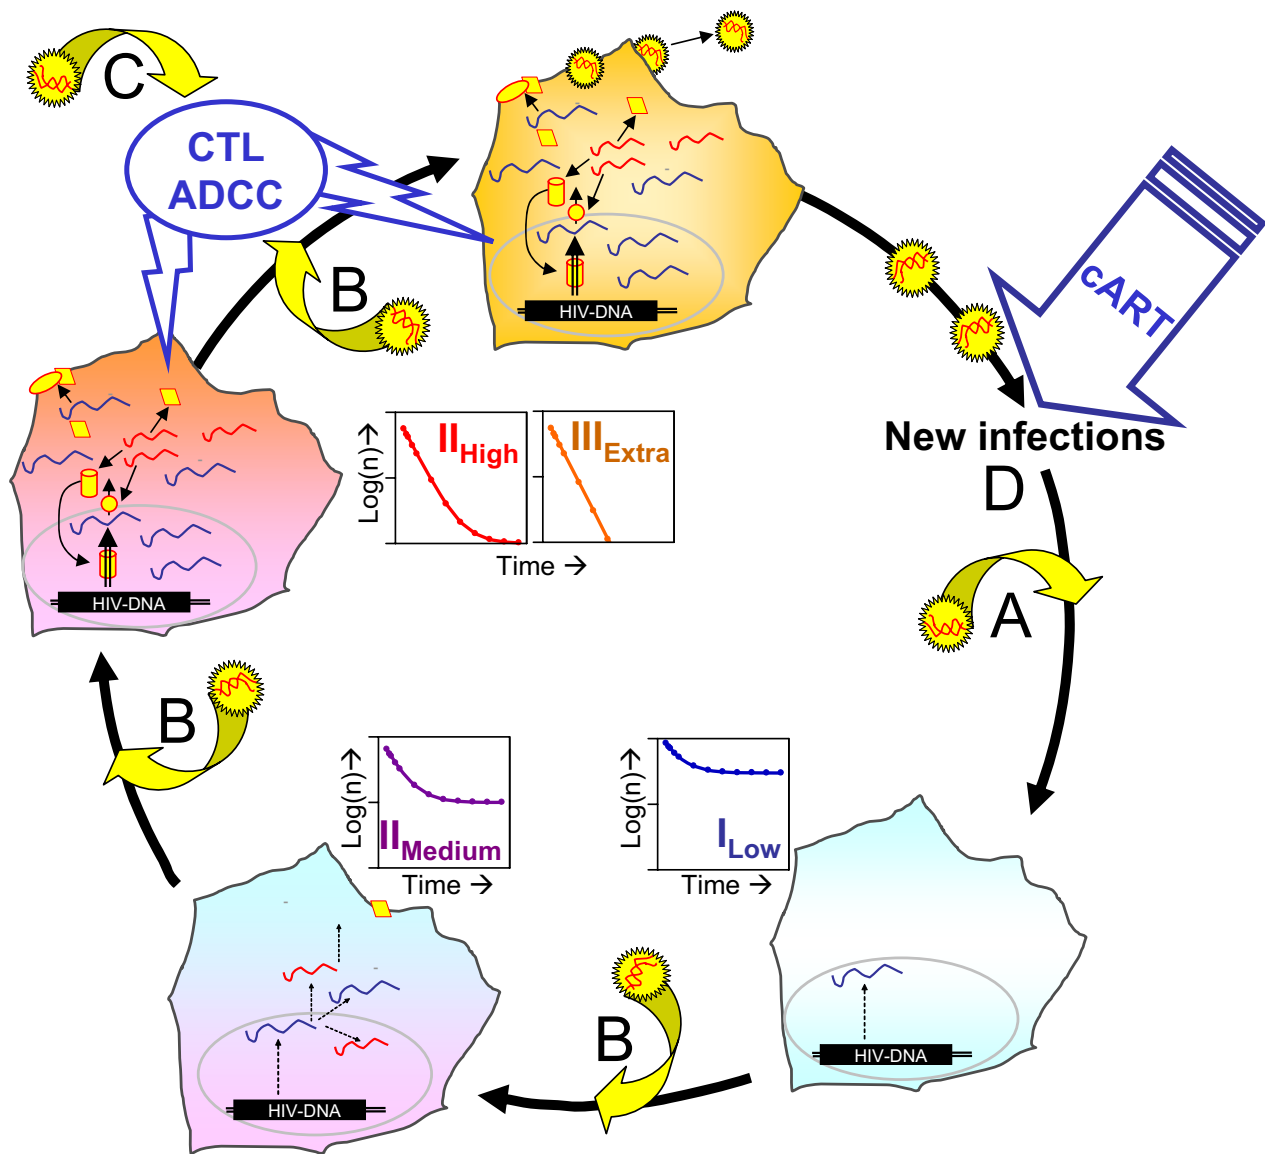 C
CTL
ADCC
B
HIV-DNA
cART
New infections
D
Log(n)→
II High
III Extra
Time →
HIV-DNA
A
B
Log(n)→
II Medium
Time →
Log(n)→
I Low
Time →
B
HIV-DNA
HIV-DNA